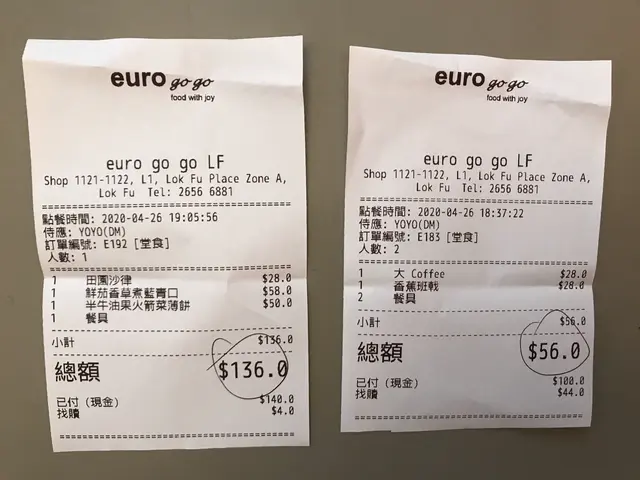 euro go go
food with joy
euro go go LF
Shop 1121-1122, L1, Lok Fu Place Zone A,
Lok Fu Tel: 2656 6881
點餐時間: 2020-04-26 19:05:56
侍應: YOYO(DM)
訂單編號: E192 [堂食]
人數: 1
1 田園沙律 $28.0
1 鮮茄香草煮藍青口 $58.0
1 半牛油果火箭菜薄餅 $50.0
1 餐具
小計 $136.0
總額 $136.0
已付 (現金) $140.0
找贖 $4.0
euro go go
food with joy
euro go go LF
Shop 1121-1122, L1, Lok Fu Place Zone A,
Lok Fu Tel: 2656 6881
點餐時間: 2020-04-26 18:37:22
侍應: YOYO(DM)
訂單編號: E183 [堂食]
人數: 2
1 大 Coffee $28.0
1 香蕉班戟 $28.0
2 餐具
小計 $56.0
總額 $56.0
已付 (現金) $100.0
找贖 $44.0